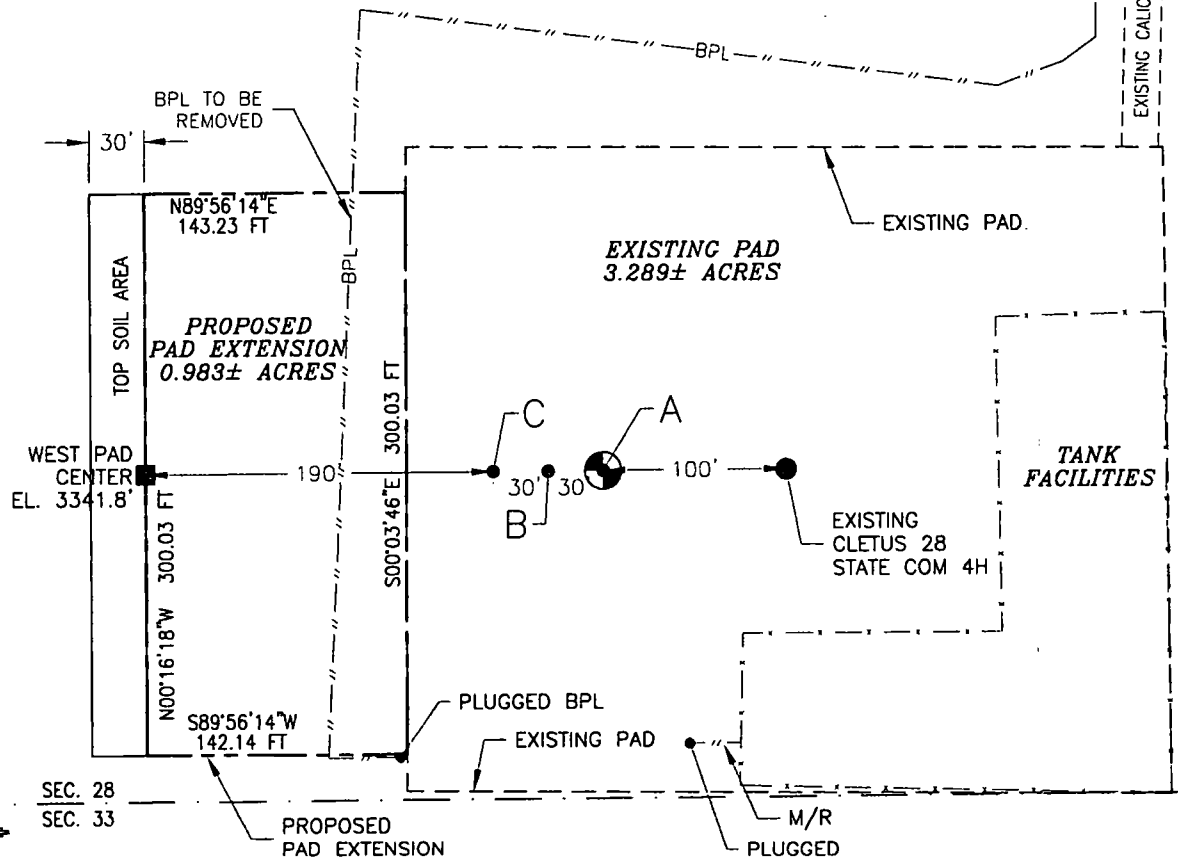 BPL
EXISTING CALIC
BPL TO BE
REMOVED
30'
N89°56'14"E
143.23 FT
EXISTING PAD.
EXISTING PAD
3.289± ACRES
BPL
TOP SOIL AREA
PROPOSED
PAD EXTENSION
0.983± ACRES
S00°03'46"E 300.03 FT
C
A
WEST PAD
CENTER
EL. 3341.8'
190
30'
30
100'
B
TANK
FACILITIES
EXISTING
CLETUS 28
STATE COM 4H
N00°16'18"W 300.03 FT
PLUGGED BPL
S89°56'14"W
142.14 FT
EXISTING PAD
SEC. 28
SEC. 33
PROPOSED
PAD EXTENSION
M/R
PLUGGED